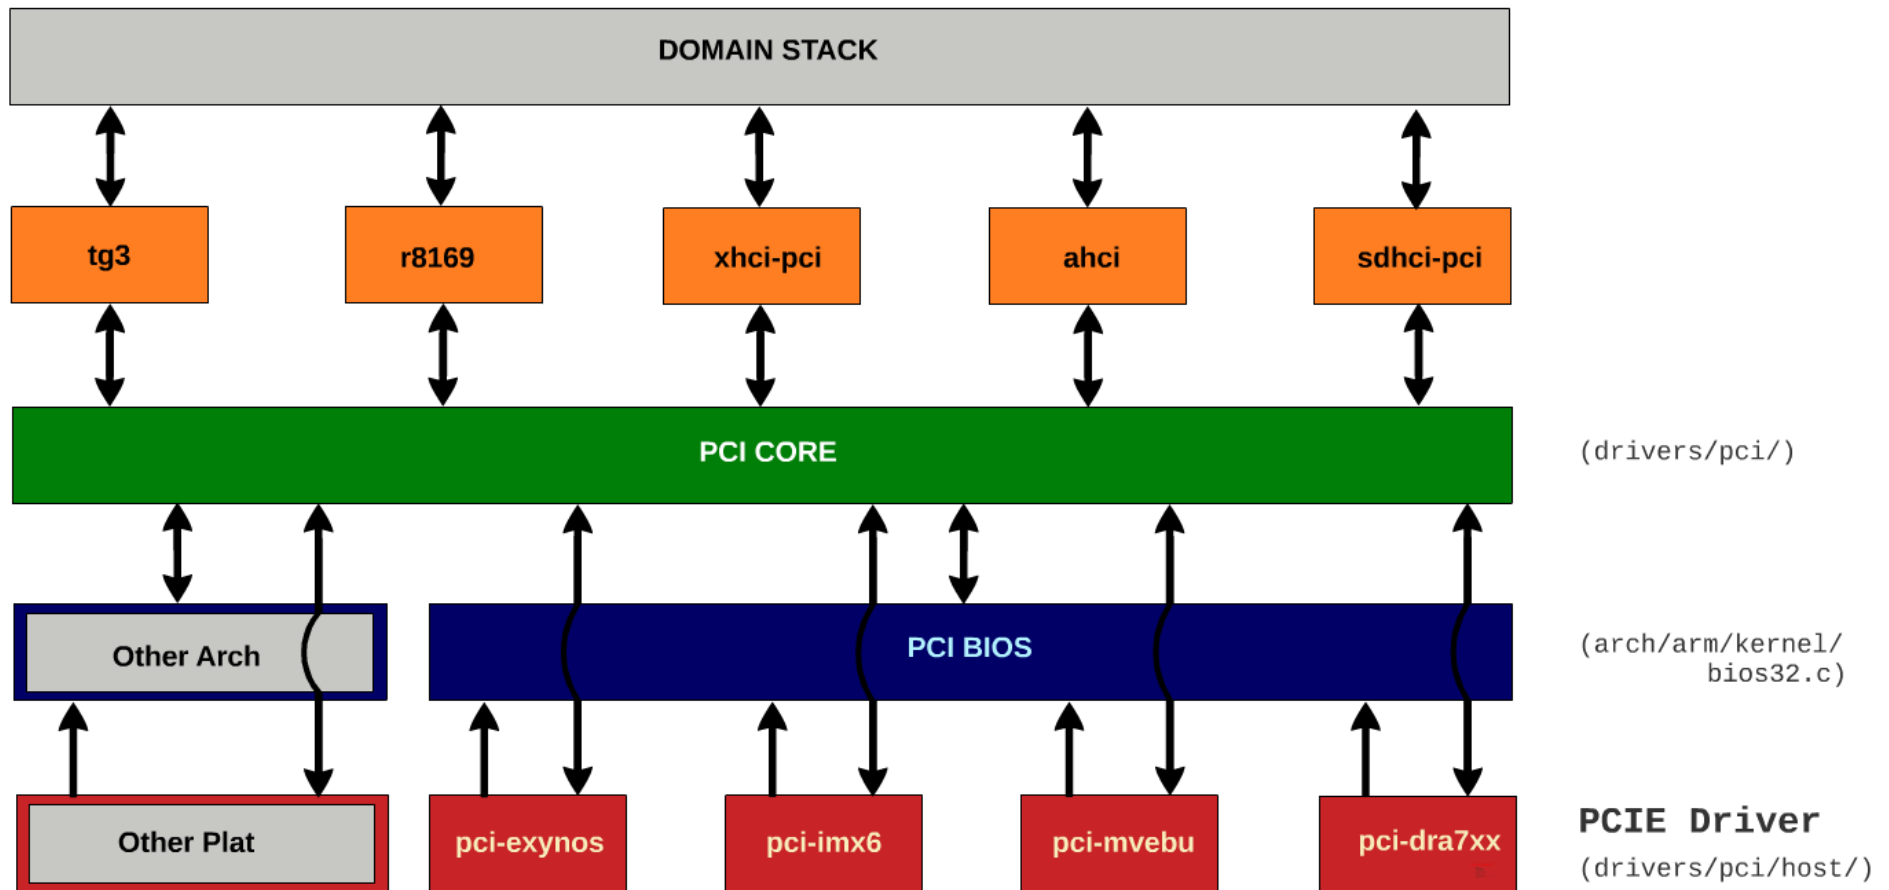 DOMAIN STACK
tg3
r8169
xhci-pci
ahci
sdhci-pci
PCI CORE
(drivers/pci/)
Other Arch
PCI BIOS
(arch/arm/kernel/
bios32.c)
Other Plat
pci-exynos
pci-imx6
pci-mvebu
pci-dra7xx
PCIE Driver
(drivers/pci/host/)